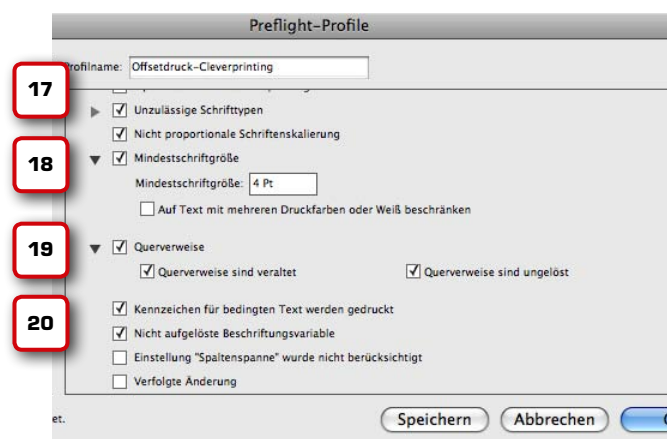 Preflight-Profile
Profilname: Offsetdruck-Cleverprinting
17
Unzulässige Schrifttypen
Nicht proportionale Schriftenskalierung
18
Mindestschriftgröße
Mindestschriftgröße: 4 Pt
Auf Text mit mehreren Druckfarben oder Weiß beschränken
19
Querverweise
Querverweise sind veraltet Querverweise sind ungelöst
20
Kennzeichen für bedingten Text werden gedruckt
Nicht aufgelöste Beschriftungsvariable
Einstellung "Spaltenspanne" wurde nicht berücksichtigt
Verfolgte Änderung
et. Speichern Abbrechen